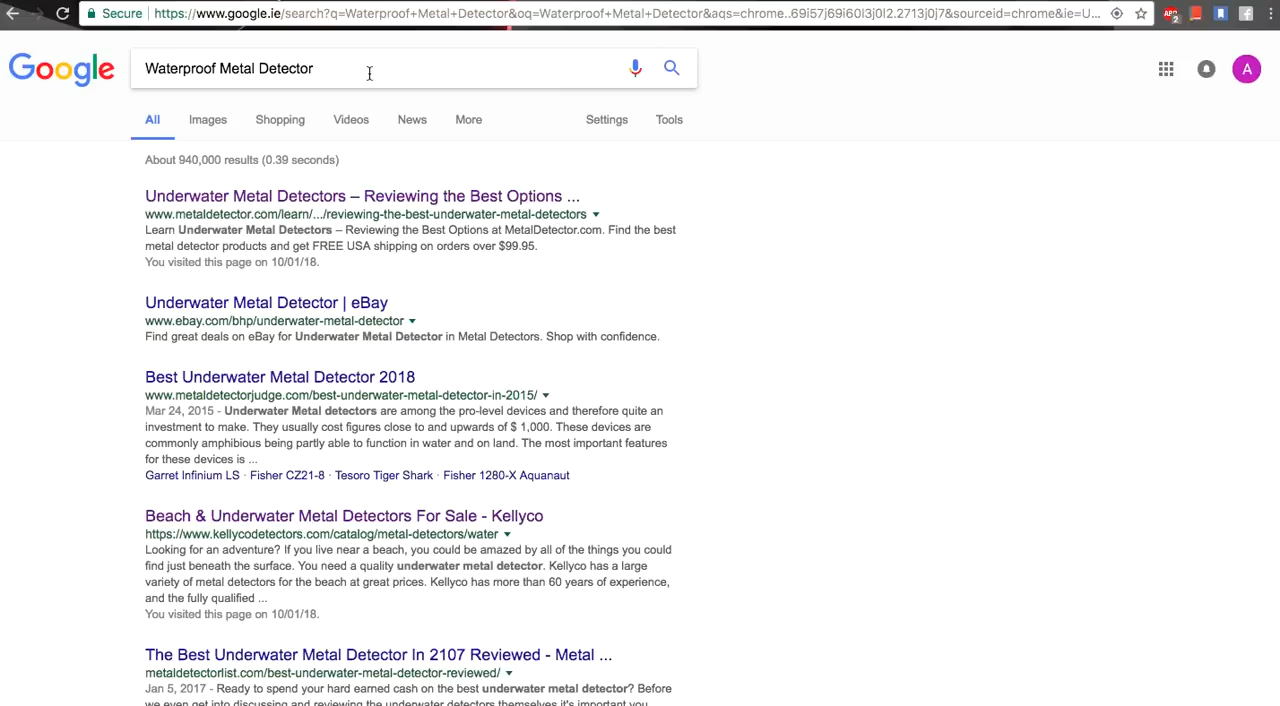 Secure https://www.google.ie/search?q=Waterproof+Metal+Detector&oq=Waterproof+Metal+Detector&aqs=chrome..69i57j69i60l3j0l2.2713j0j7&sourceid=chrome&ie=U...
Google Waterproof Metal Detector A
All Images Shopping Videos News More Settings Tools
About 940,000 results (0.39 seconds)
Underwater Metal Detectors – Reviewing the Best Options ...
www.metaldetector.com/learn/.../reviewing-the-best-underwater-metal-detectors
Learn Underwater Metal Detectors – Reviewing the Best Options at MetalDetector.com. Find the best
metal detector products and get FREE USA shipping on orders over $99.95.
You visited this page on 10/01/18.
Underwater Metal Detector | eBay
www.ebay.com/bhp/underwater-metal-detector
Find great deals on eBay for Underwater Metal Detector in Metal Detectors. Shop with confidence.
Best Underwater Metal Detector 2018
www.metaldetectorjudge.com/best-underwater-metal-detector-in-2015/
Mar 24, 2015 - Underwater Metal detectors are among the pro-level devices and therefore quite an
investment to make. They usually cost figures close to and upwards of $ 1,000. These devices are
commonly amphibious being partly able to function in water and on land. The most important features
for these devices is ...
Garret Infinium LS · Fisher CZ21-8 · Tesoro Tiger Shark · Fisher 1280-X Aquanaut
Beach & Underwater Metal Detectors For Sale - Kellyco
https://www.kellycodetectors.com/catalog/metal-detectors/water
Looking for an adventure? If you live near a beach, you could be amazed by all of the things you could
find just beneath the surface. You need a quality underwater metal detector. Kellyco has a large
variety of metal detectors for the beach at great prices. Kellyco has more than 60 years of experience,
and the fully qualified ...
You visited this page on 10/01/18.
The Best Underwater Metal Detector In 2107 Reviewed - Metal ...
metaldetectorlist.com/best-underwater-metal-detector-reviewed/
Jan 5, 2017 - Ready to spend your hard earned cash on the best underwater metal detector? Before
we even get into discussing and reviewing the underwater detectors themselves it's important you